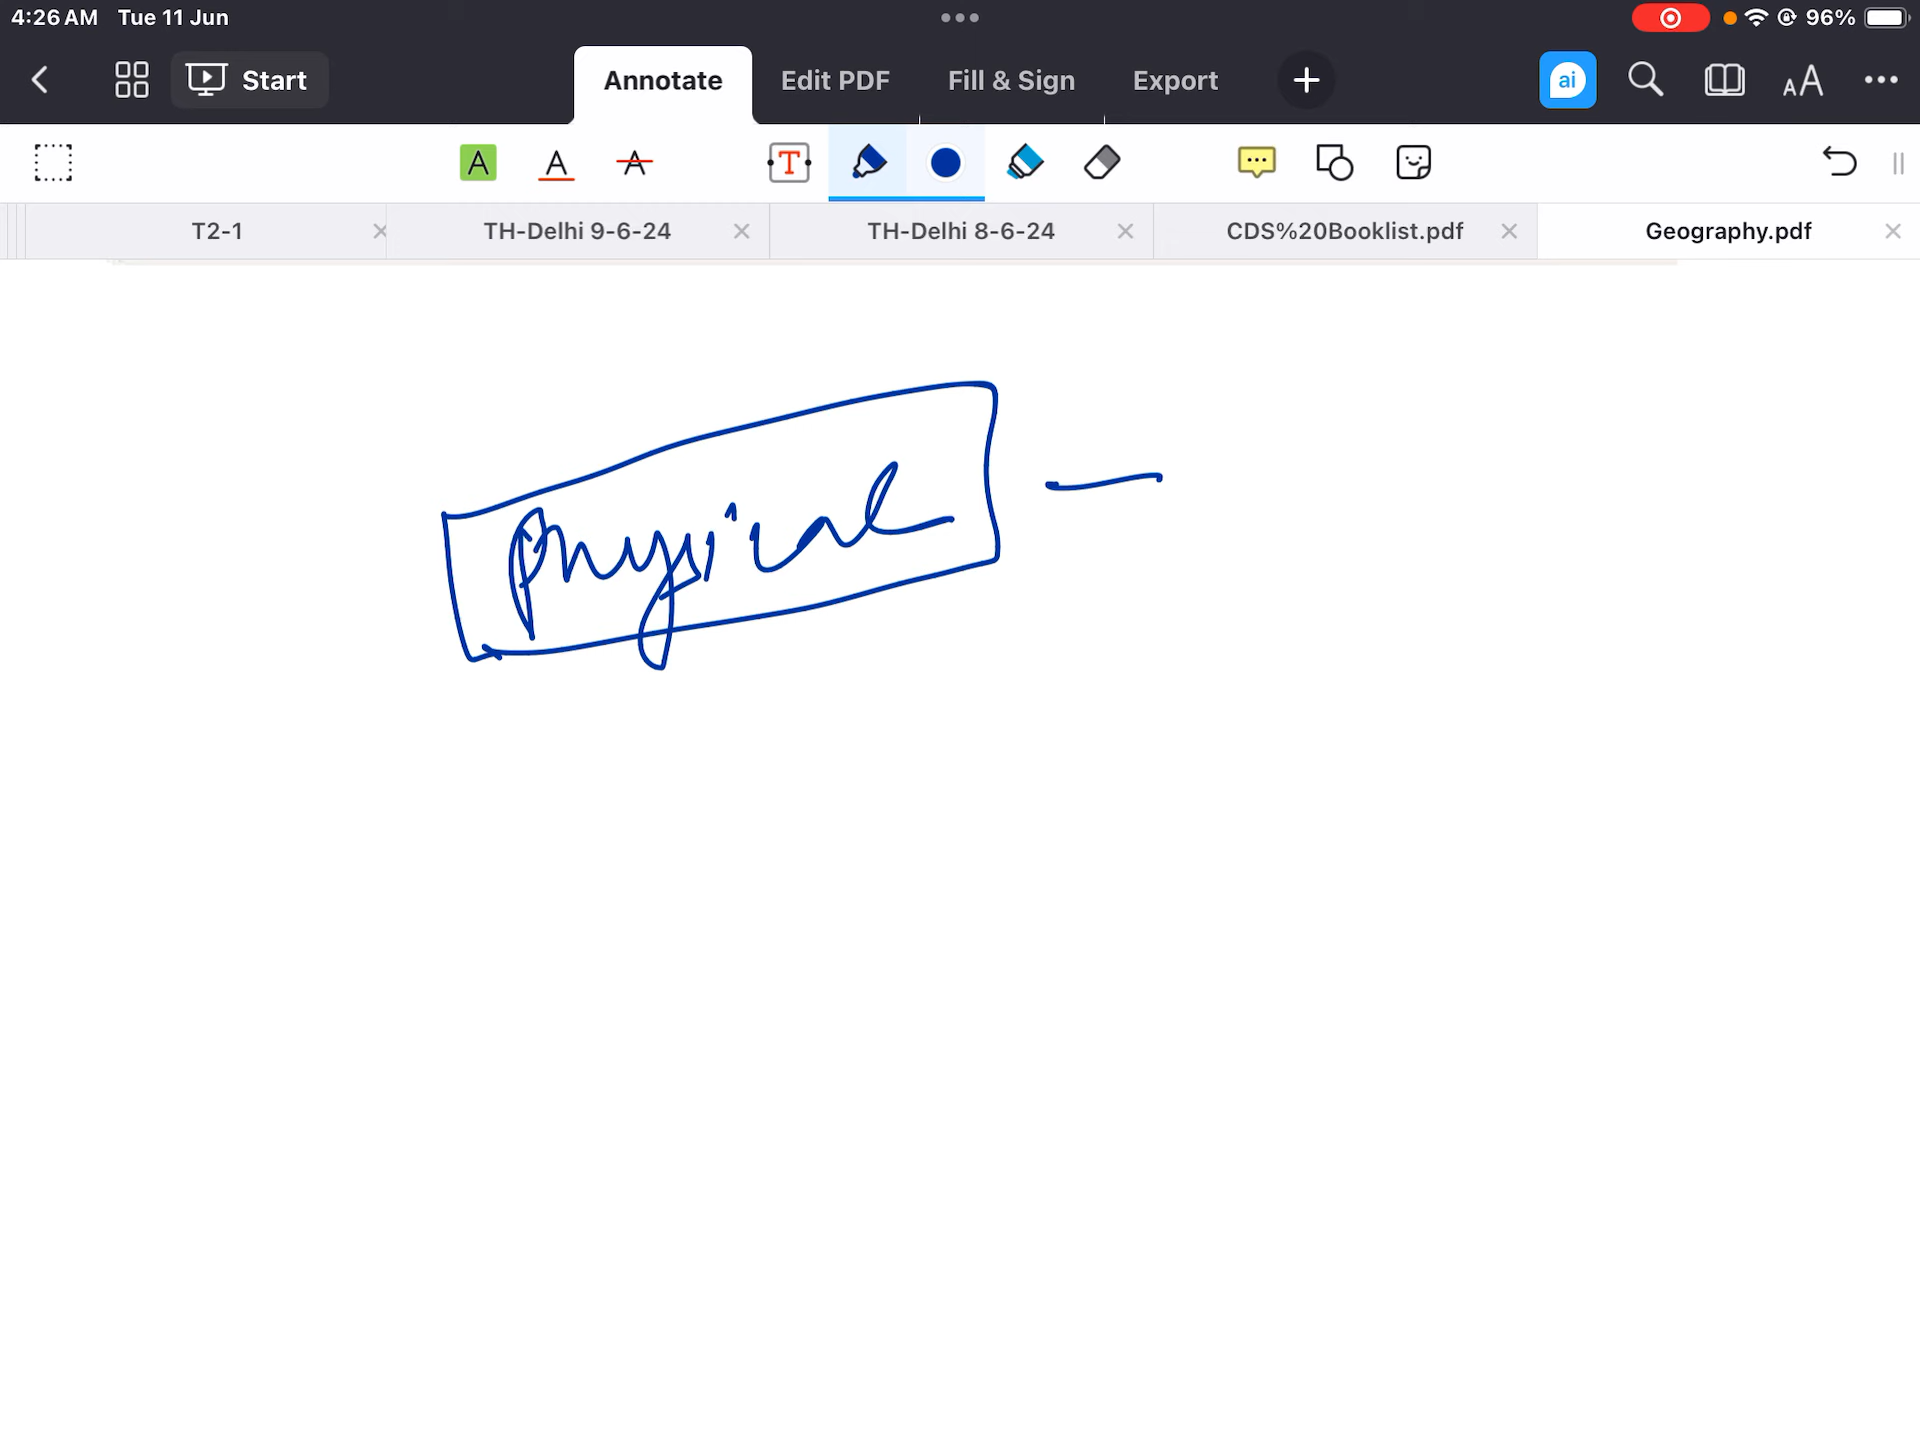 4:26 AM Tue 11 Jun 96%
Start Annotate Edit PDF Fill & Sign Export ai AA
A A A T
T2-1 TH-Delhi 9-6-24 TH-Delhi 8-6-24 CDS%20Booklist.pdf Geography.pdf
Physical —